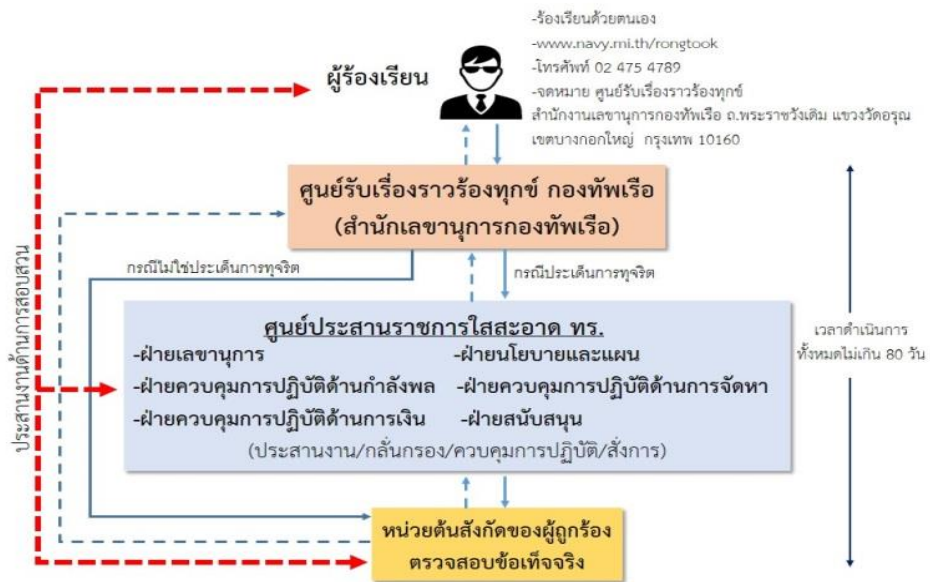 -ร้องเรียนด้วยตนเอง
-www.navy.mi.th/rongtook
-โทรศัพท์ 02 475 4789
-จดหมาย ศูนย์รับเรื่องราวร้องทุกข์
สำนักงานเลขานุการกองทัพเรือ ถ.พระราชวังเดิม แขวงวัดอรุณ
เขตบางกอกใหญ่ กรุงเทพ 10160
ผู้ร้องเรียน
ศูนย์รับเรื่องราวร้องทุกข์ กองทัพเรือ
(สำนักเลขานุการกองทัพเรือ)
กรณีไม่ใช่ประเด็นการทุจริต
กรณีประเด็นการทุจริต
ศูนย์ประสานราชการใสสะอาด ทร.
-ฝ่ายเลขานุการ -ฝ่ายนโยบายและแผน
-ฝ่ายควบคุมการปฏิบัติด้านกำลังพล -ฝ่ายควบคุมการปฏิบัติด้านการจัดหา
-ฝ่ายควบคุมการปฏิบัติด้านการเงิน -ฝ่ายสนับสนุน
(ประสานงาน/กลั่นกรอง/ควบคุมการปฏิบัติ/สั่งการ)
หน่วยต้นสังกัดของผู้ถูกร้อง
ตรวจสอบข้อเท็จจริง
ประสานงานด้านการสอบสวน
เวลาดำเนินการ
ทั้งหมดไม่เกิน 80 วัน